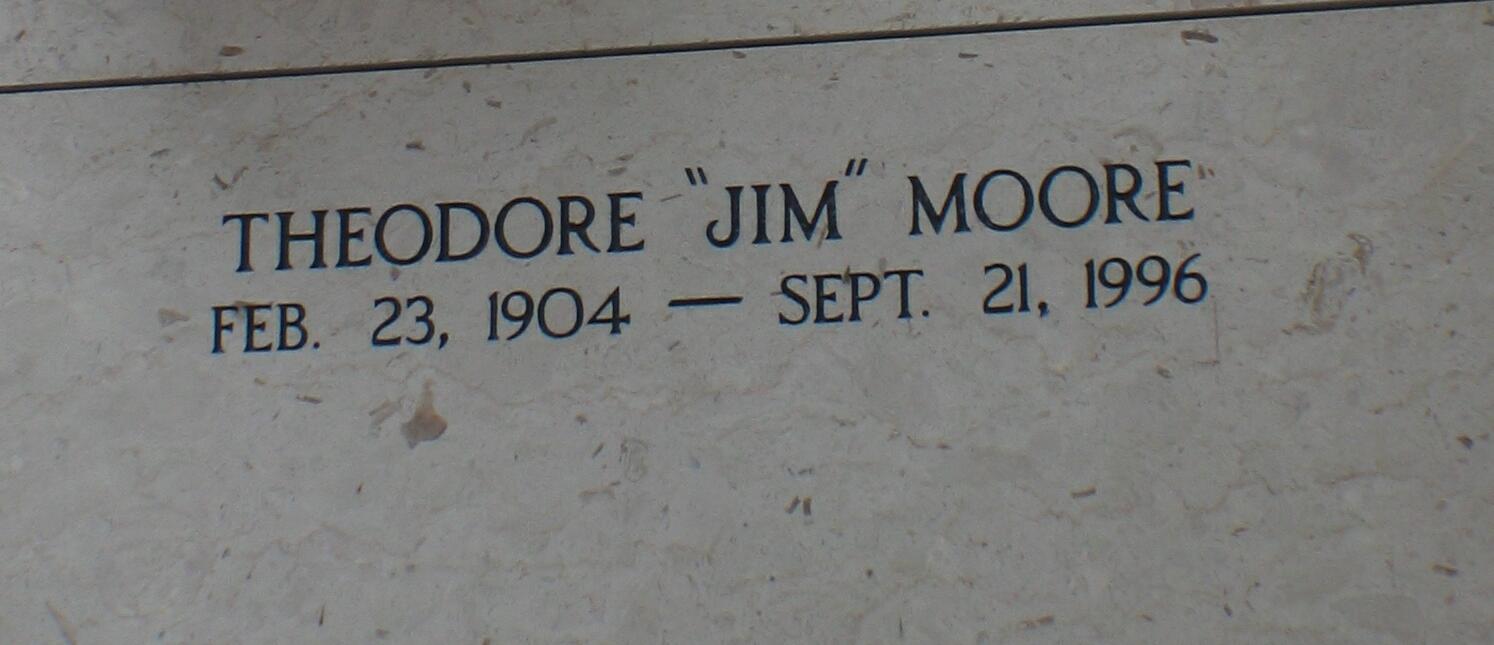 THEODORE "JIM" MOORE
FEB. 23, 1904 — SEPT. 21, 1996